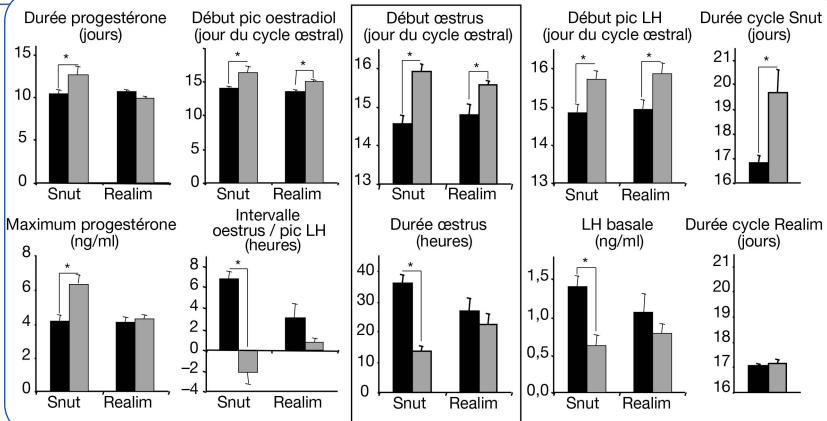 Durée progestérone
(jours)
15
*
10
5
0
Snut Realim
Début pic oestradiol
(jour du cycle œstral)
20
*
*
15
10
5
0
Snut Realim
Début œstrus
(jour du cycle œstral)
16
*
*
15
14
13
Snut Realim
Début pic LH
(jour du cycle œstral)
16
*
*
15
14
13
Snut Realim
Durée cycle Snut
(jours)
21
*
20
19
18
17
16
Maximum progestérone
(ng/ml)
8
*
6
4
2
0
Snut Realim
Intervalle
oestrus / pic LH
(heures)
8
*
6
4
2
0
–2
–4
Snut Realim
Durée œstrus
(heures)
40
*
30
20
10
0
Snut Realim
LH basale
(ng/ml)
*
1,5
1,0
0,5
0,0
Snut Realim
Durée cycle Realim
(jours)
21
20
19
18
17
16